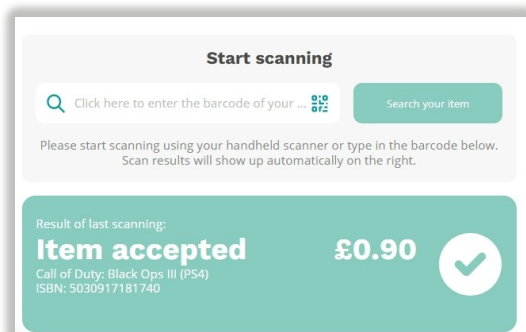 Start scanning
Click here to enter the barcode of your ...
Search your item
Please start scanning using your handheld scanner or type in the barcode below.
Scan results will show up automatically on the right.
Result of last scanning:
Item accepted
£0.90
Call of Duty: Black Ops III (PS4)
ISBN: 5030917181740